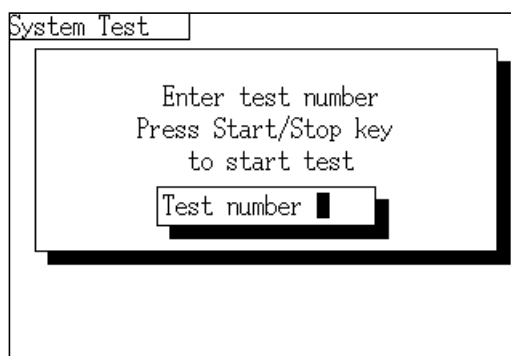 System Test
Enter test number
Press Start/Stop key
to start test
Test number